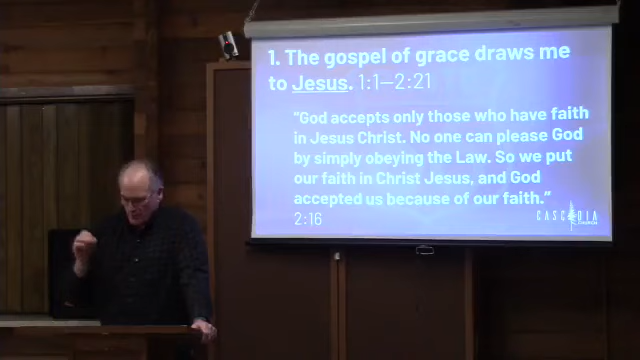 1. The gospel of grace draws me
to Jesus. 1:1—2:21
"God accepts only those who have faith
in Jesus Christ. No one can please God
by simply obeying the Law. So we put
our faith in Christ Jesus, and God
accepted us because of our faith."
2:16
CASCADIA
CHURCH